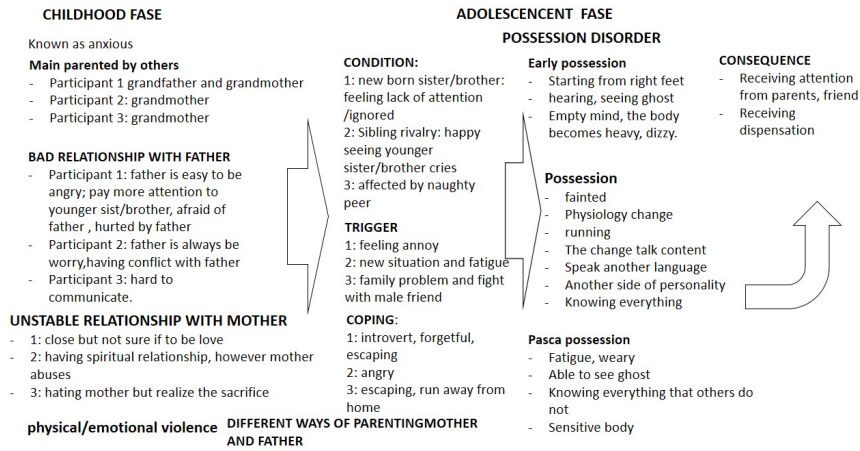 CHILDHOOD FASE
Known as anxious
Main parented by others
- Participant 1 grandfather and grandmother
- Participant 2: grandmother
- Participant 3: grandmother
BAD RELATIONSHIP WITH FATHER
- Participant 1: father is easy to be
angry; pay more attention to
younger sist/brother, afraid of
father , hurted by father
- Participant 2: father is always be
worry,having conflict with father
- Participant 3: hard to
communicate.
UNSTABLE RELATIONSHIP WITH MOTHER
- 1: close but not sure if to be love
- 2: having spiritual relationship, however mother
abuses
- 3: hating mother but realize the sacrifice
physical/emotional violence
DIFFERENT WAYS OF PARENTINGMOTHER
AND FATHER
ADOLESCENCENT FASE
POSSESSION DISORDER
CONDITION:
1: new born sister/brother:
feeling lack of attention
/ignored
2: Sibling rivalry: happy
seeing younger
sister/brother cries
3: affected by naughty
peer
TRIGGER
1: feeling annoy
2: new situation and fatigue
3: family problem and fight
with male friend
COPING:
1: introvert, forgetful,
escaping
2: angry
3: escaping, run away from
home
Early possession
- Starting from right feet
- hearing, seeing ghost
- Empty mind, the body
becomes heavy, dizzy.
Possession
- fainted
- Physiology change
- running
- The change talk content
- Speak another language
- Another side of personality
- Knowing everything
Pasca possession
- Fatigue, weary
- Able to see ghost
- Knowing everything that others do
not
- Sensitive body
CONSEQUENCE
- Receiving attention
from parents, friend
- Receiving
dispensation